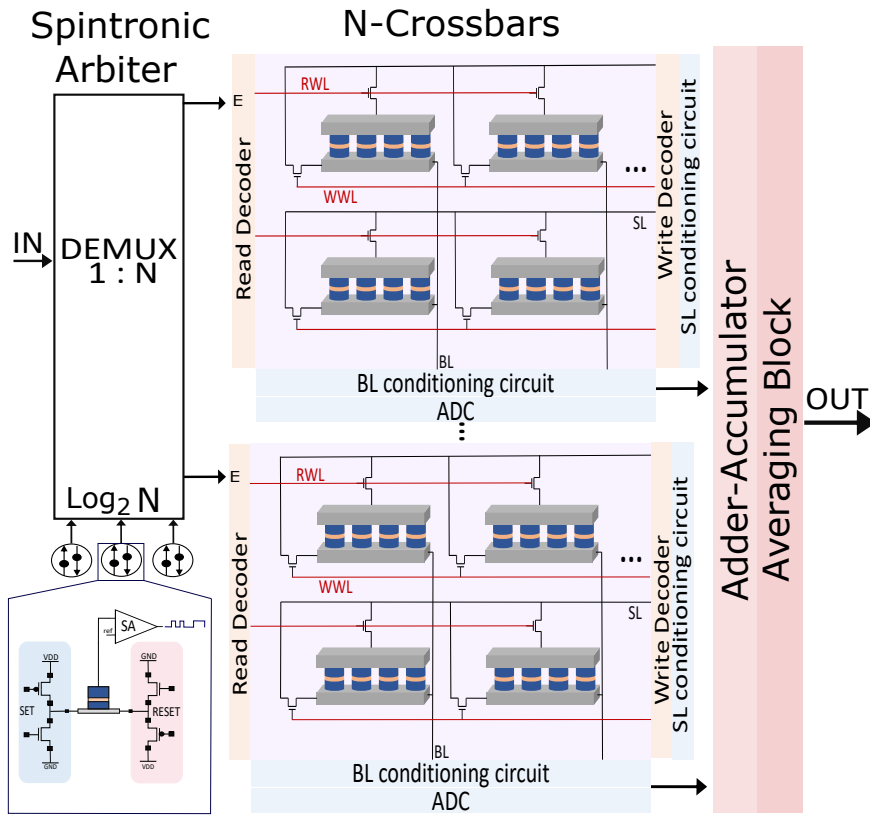 Spintronic
Arbiter
N-Crossbars
IN
DEMUX
1 : N
Log2 N
E
Read Decoder
RWL
WWL
SL
BL
...
Write Decoder
SL conditioning circuit
BL conditioning circuit
ADC
...
E
Read Decoder
RWL
WWL
SL
BL
...
Write Decoder
SL conditioning circuit
BL conditioning circuit
ADC
Adder-Accumulator
Averaging Block
OUT
SA
ref
VDD
SET
GND
GND
RESET
VDD